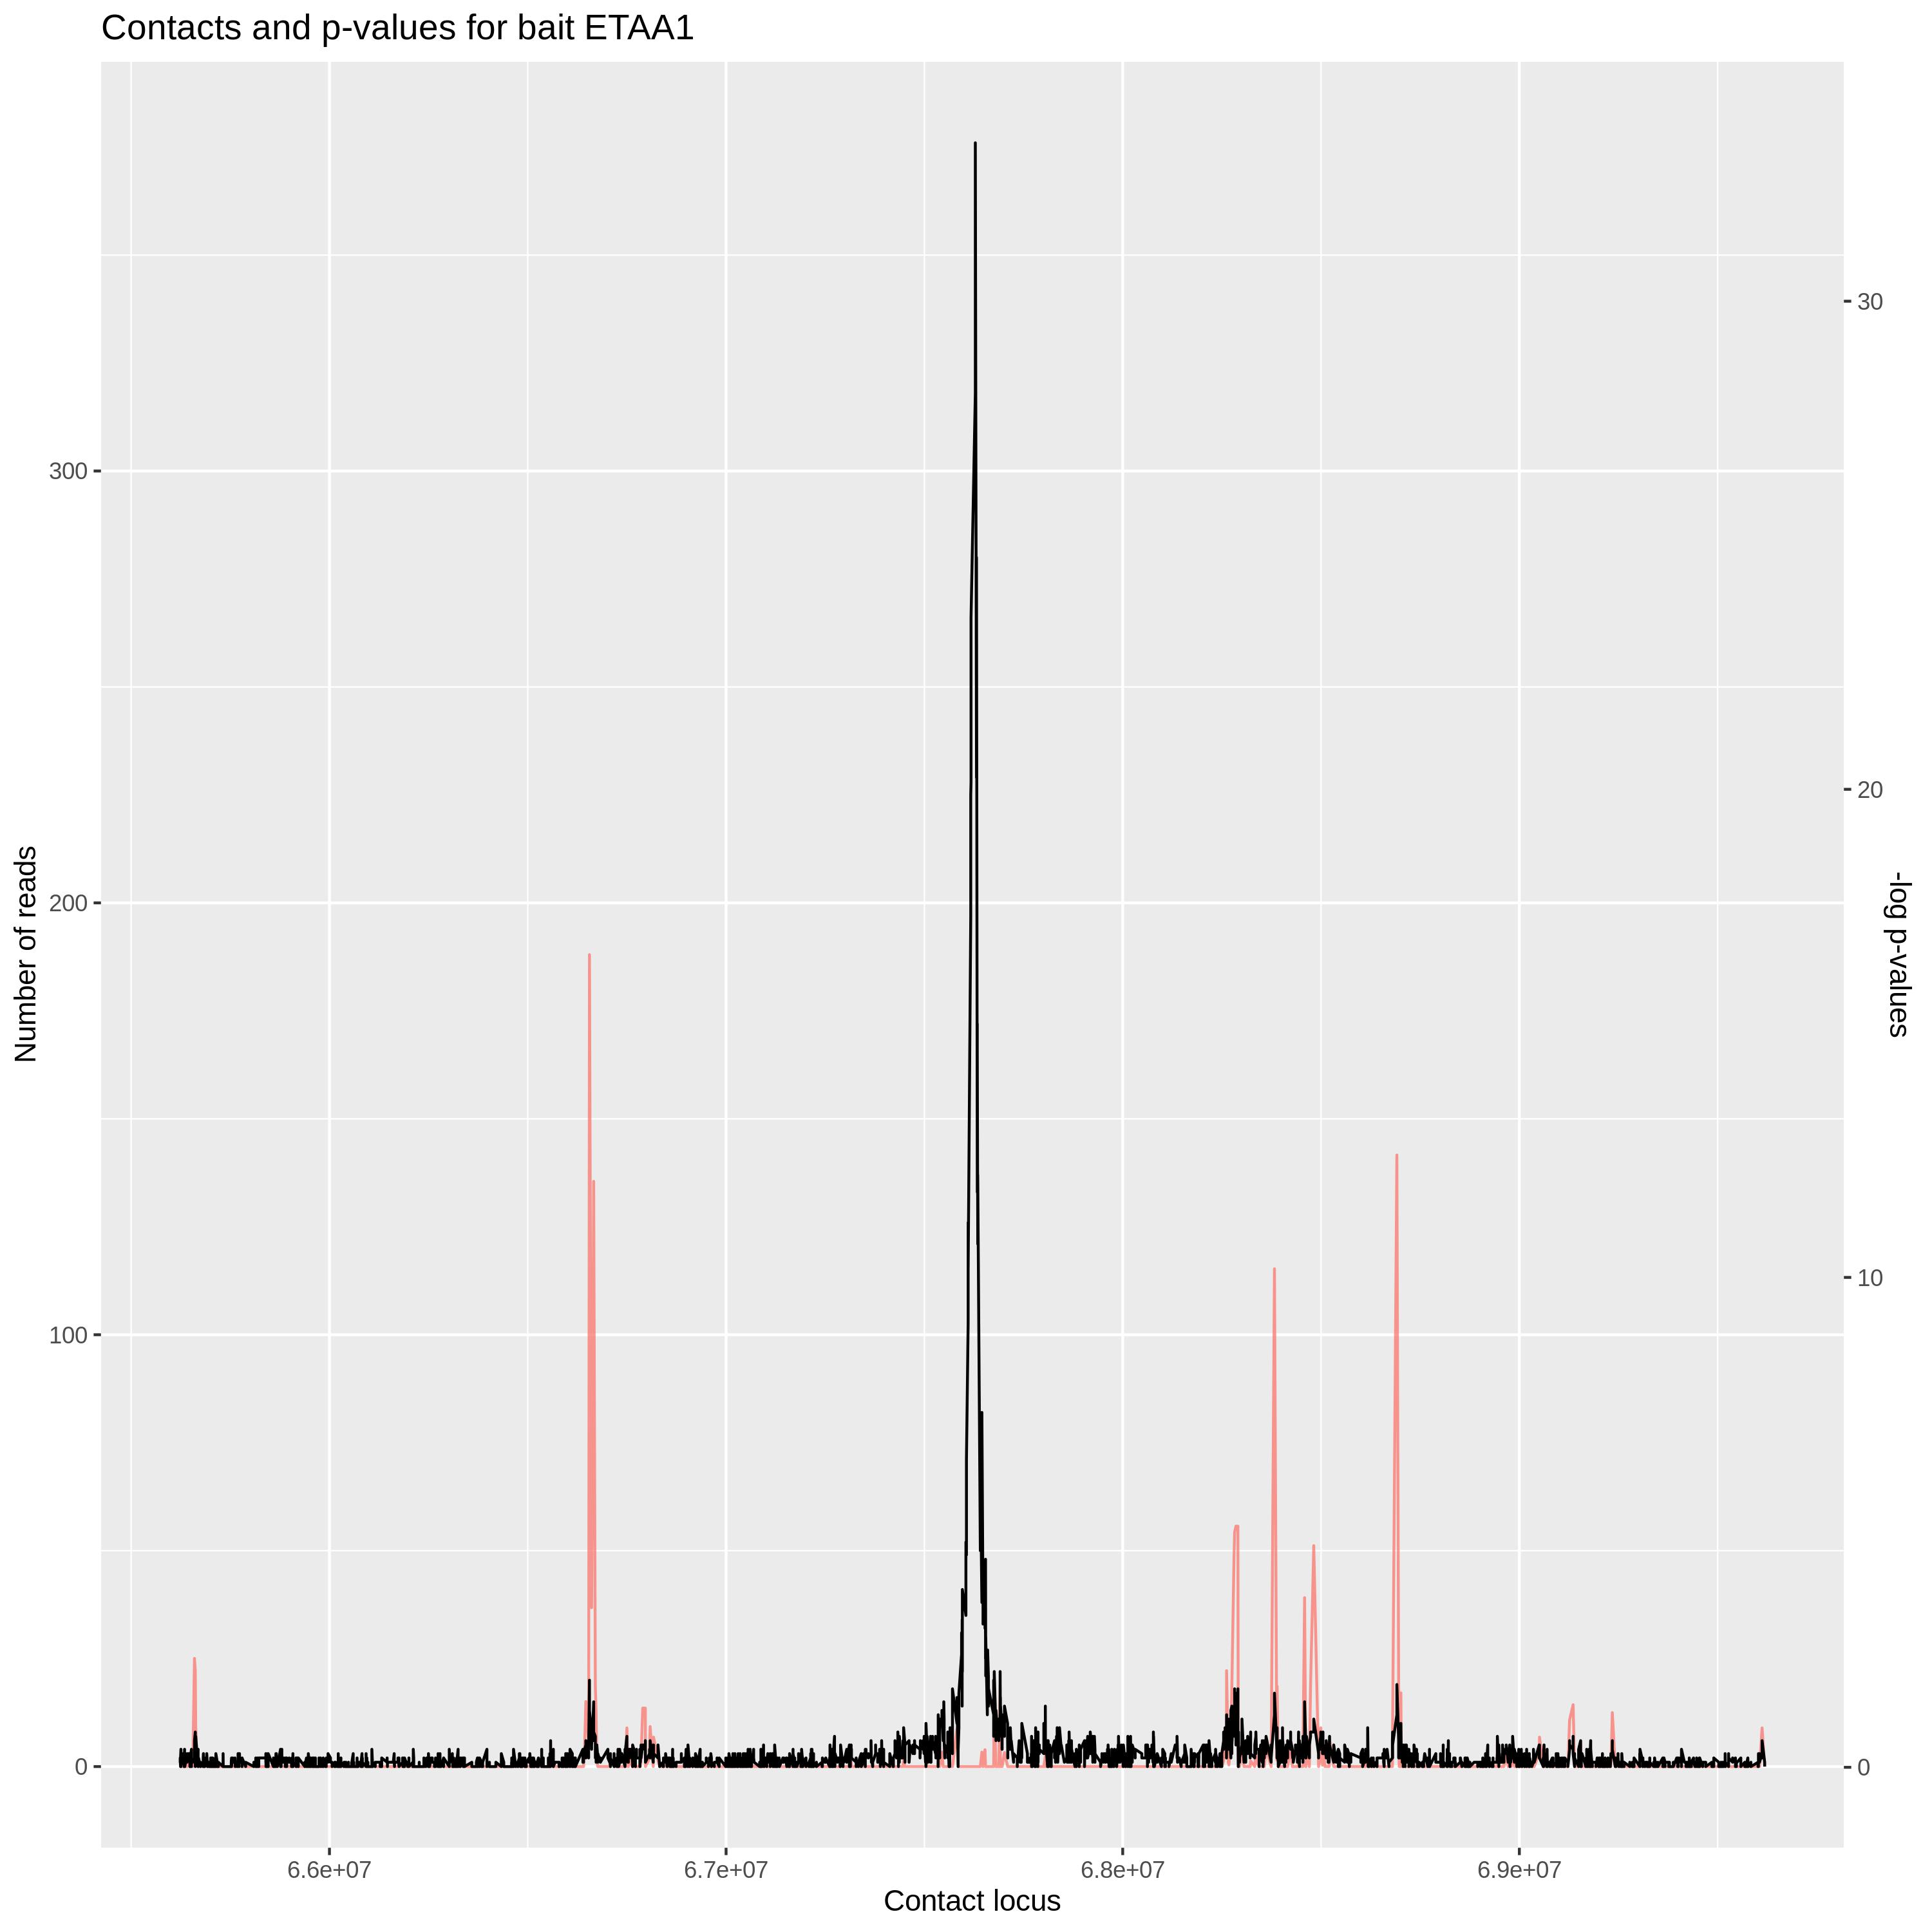 Contacts and p-values for bait ETAA1
Number of reads
300
200
100
0
30
20
10
0
-log p-values
6.6e+07 6.7e+07 6.8e+07 6.9e+07
Contact locus